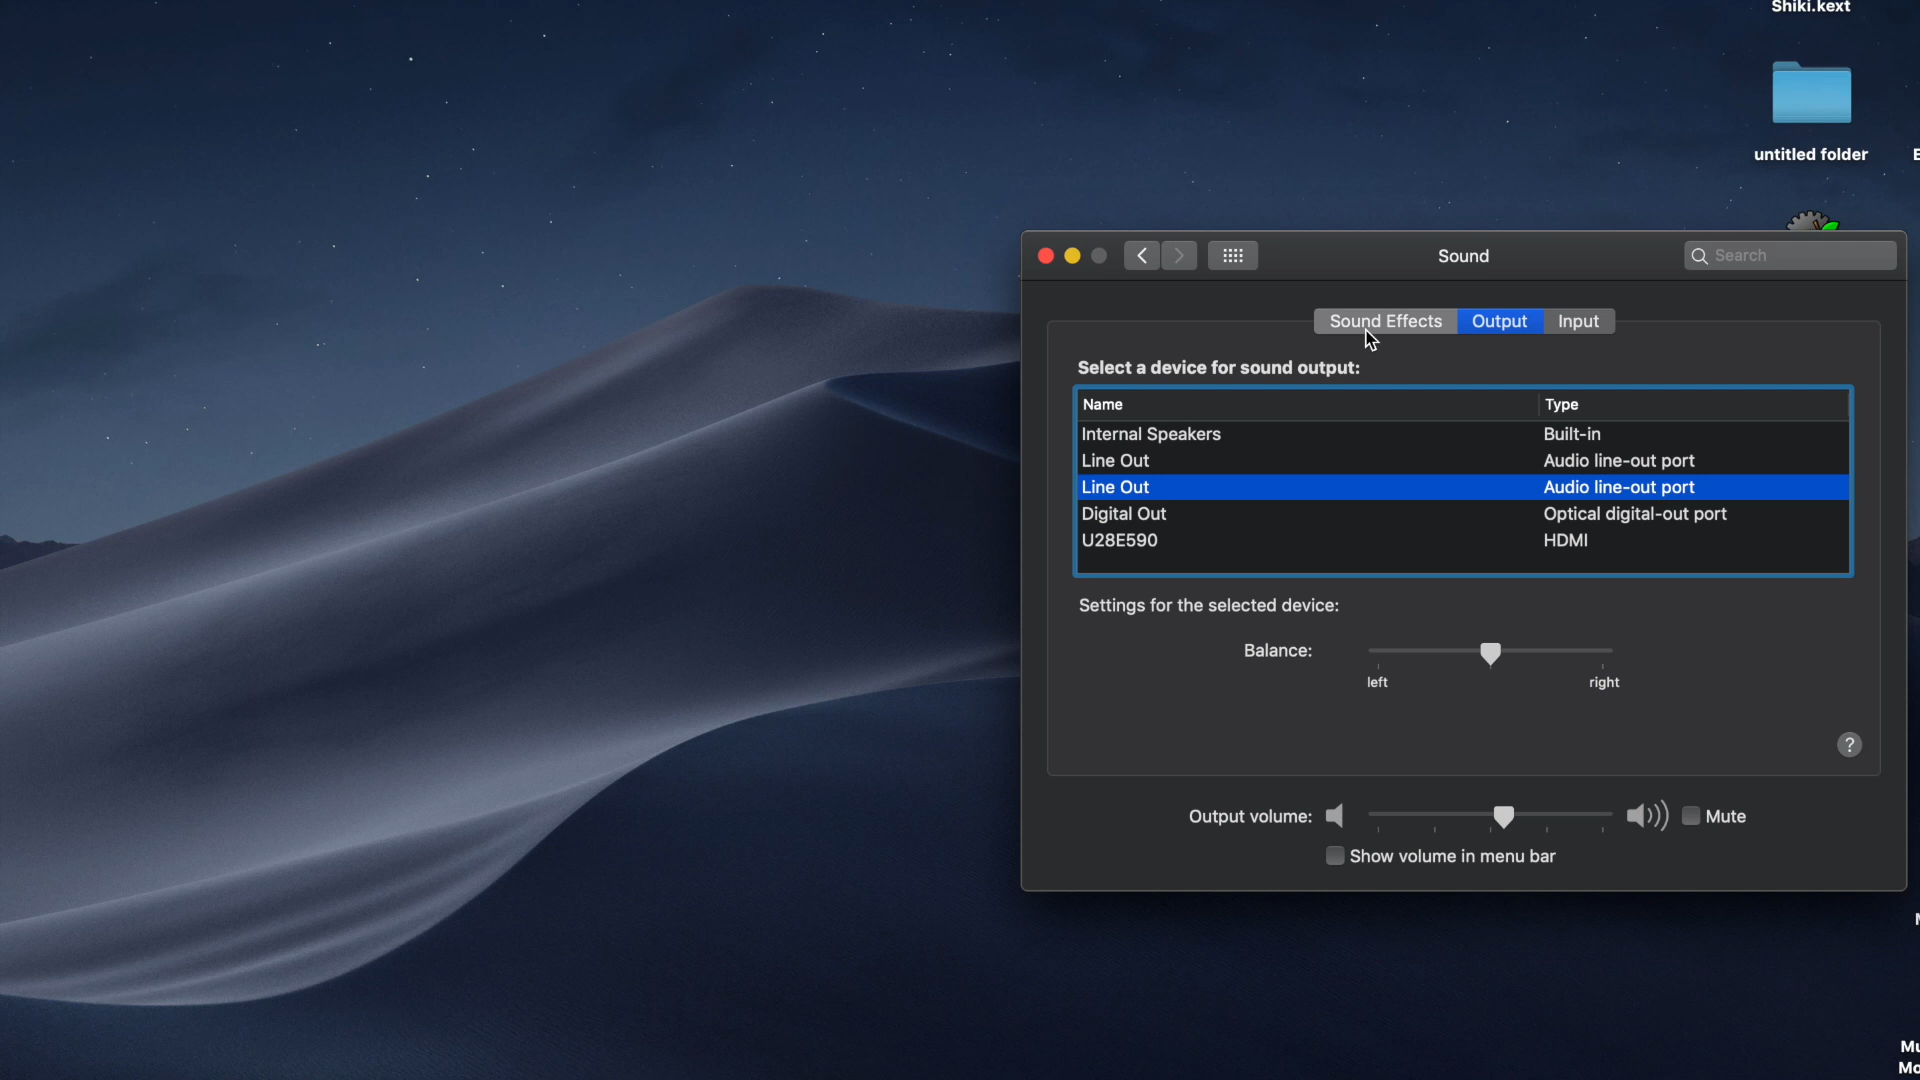 Shiki.kext
untitled folder
Sound
Search
Sound Effects Output Input
Select a device for sound output:
Name Type
Internal Speakers Built-in
Line Out Audio line-out port
Line Out Audio line-out port
Digital Out Optical digital-out port
U28E590 HDMI
Settings for the selected device:
Balance:
left right
?
Output volume: Mute
Show volume in menu bar